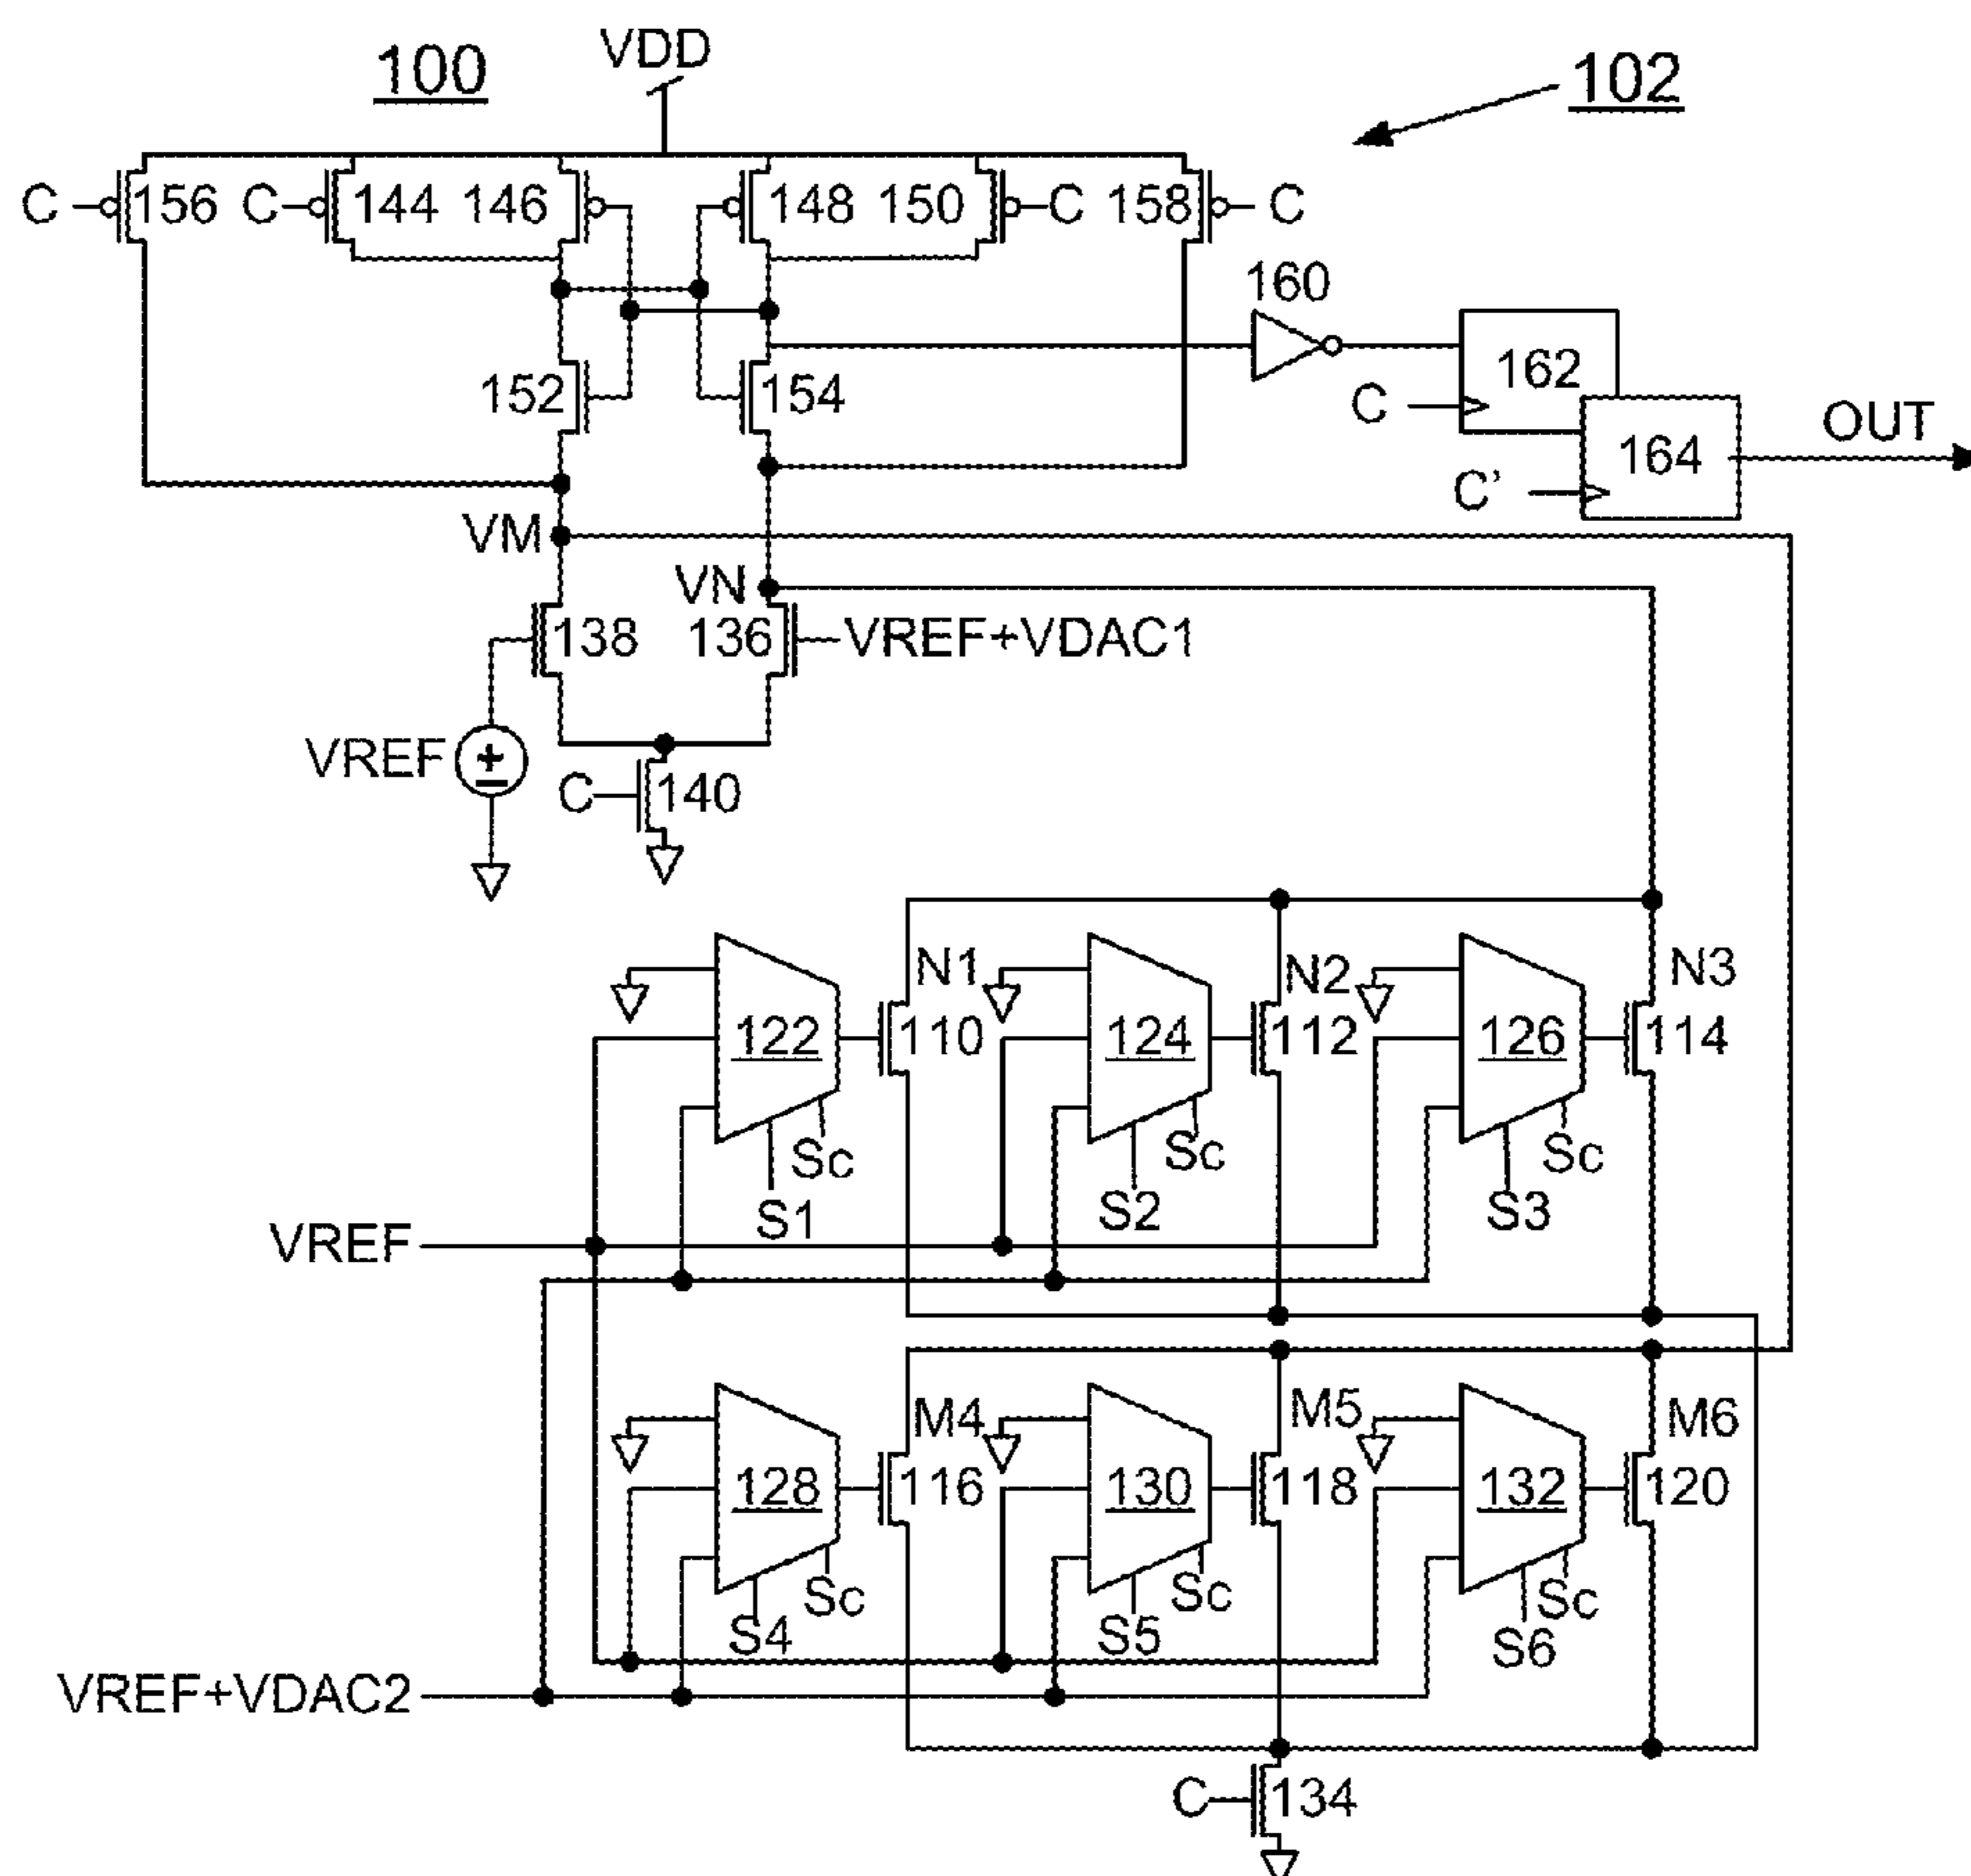 100
VDD
102
C
156
C
144
146
148
150
C
158
C
160
152
154
162
C
164
OUT
C'
VM
VN
138
136
VREF+VDAC1
VREF
C
140
N1
N2
N3
122
110
124
112
126
114
Sc
Sc
Sc
S1
S2
S3
VREF
M4
M5
M6
128
116
130
118
132
120
Sc
Sc
Sc
S4
S5
S6
VREF+VDAC2
C
134